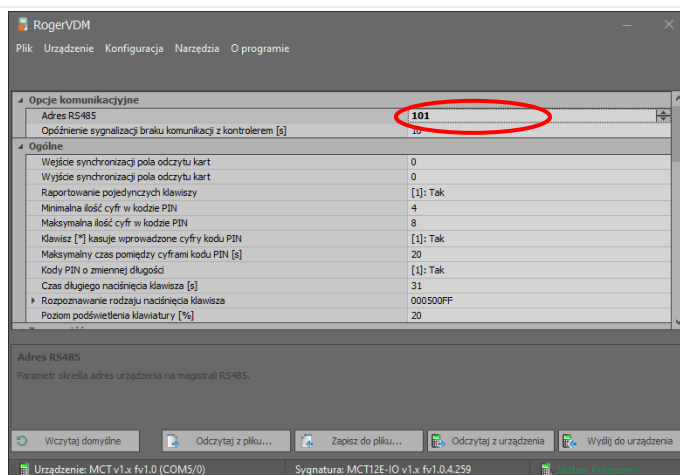 RogerVDM
Plik Urządzenie Konfiguracja Narzędzia O programie
Opcje komunikacyjne
Adres RS485 101
Opóźnienie sygnalizacji braku komunikacji z kontrolerem [s] 10
Ogólne
Wejście synchronizacji pola odczytu kart 0
Wyjście synchronizacji pola odczytu kart 0
Raportowanie pojedynczych klawiszy [1]: Tak
Minimalna ilość cyfr w kodzie PIN 4
Maksymalna ilość cyfr w kodzie PIN 8
Klawisz [*] kasuje wprowadzone cyfry kodu PIN [1]: Tak
Maksymalny czas pomiędzy cyframi kodu PIN [s] 20
Kody PIN o zmiennej długości [1]: Tak
Czas długiego naciśnięcia klawisza [s] 31
Rozpoznawanie rodzaju naciśnięcia klawisza 000500FF
Poziom podświetlenia klawiatury [%] 20
Adres RS485
Parametr określa adres urządzenia na magistrali RS485.
Wczytaj domyślne Odczytaj z pliku... Zapisz do pliku... Odczytaj z urządzenia Wyślij do urządzenia
Urządzenie: MCT v1.x fv1.0 (COM5/0) Sygnatura: MCT12E-IO v1.x fv1.0.4.259 Status: Połączony